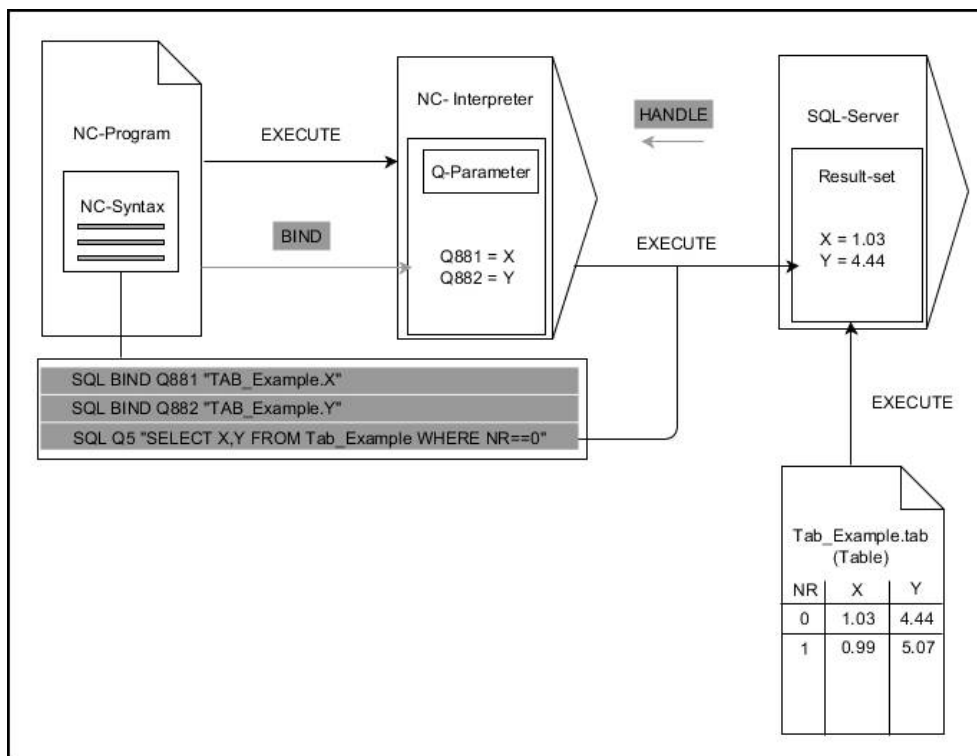 NC-Program
NC-Syntax
EXECUTE
BIND
NC- Interpreter
Q-Parameter
Q881 = X
Q882 = Y
HANDLE
EXECUTE
SQL-Server
Result-set
X = 1.03
Y = 4.44
SQL BIND Q881 "TAB_Example.X"
SQL BIND Q882 "TAB_Example.Y"
SQL Q5 "SELECT X,Y FROM Tab_Example WHERE NR==0"
EXECUTE
Tab_Example.tab
(Table)
NR X Y
0 1.03 4.44
1 0.99 5.07